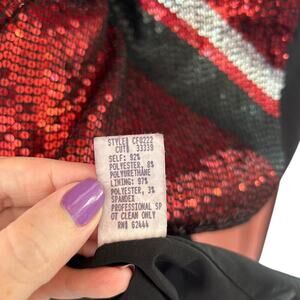 STYLE: CF0222
CUT: 33339
SELF: 92%
POLYESTER, 8%
POLYURETHANE
LINING: 97%
POLYESTER, 3%
SPANDEX
PROFESSIONAL SP
OT CLEAN ONLY
RN# 62444